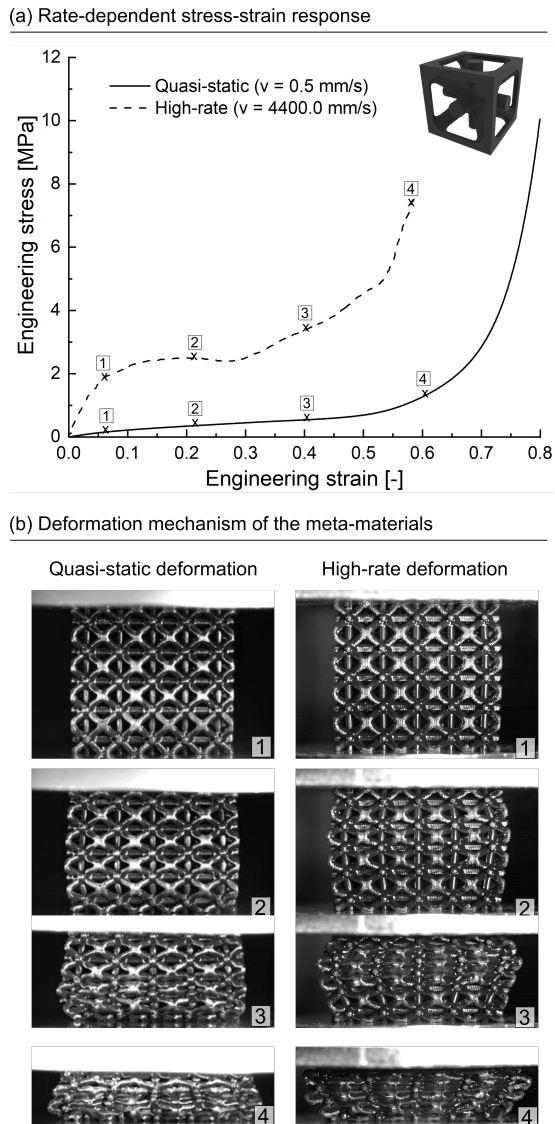 (a) Rate-dependent stress-strain response
12
10
8
6
4
2
0
Engineering stress [MPa]
Quasi-static (v = 0.5 mm/s)
High-rate (v = 4400.0 mm/s)
1
2
3
4
1
2
3
4
0.0 0.1 0.2 0.3 0.4 0.5 0.6 0.7 0.8
Engineering strain [-]
(b) Deformation mechanism of the meta-materials
Quasi-static deformation High-rate deformation
1 1
2 2
3 3
4 4